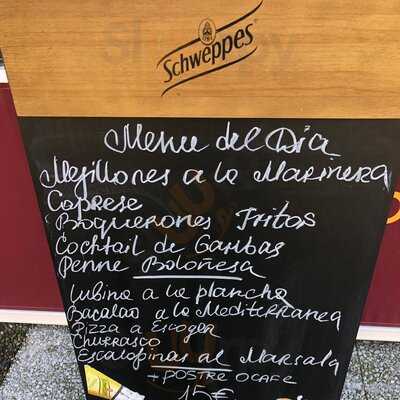 Schweppes
Menu del Dia
Mejillones a la Marinera
Caprese
Boquerones Fritos
Cocktail de Gambas
Penne Boloñesa
Lubina a la plancha
Bacalao a la Mediterranea
Pizza a Escoger
Churrasco
Escalopinas al Marsala
+ POSTRE O CAFE
15€